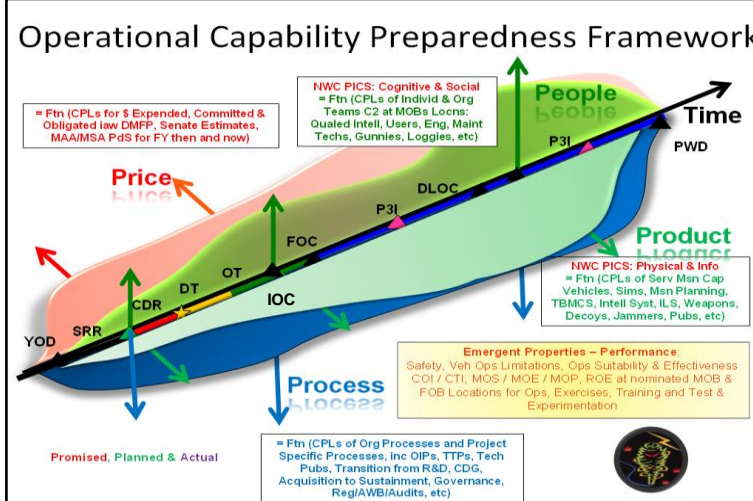 Operational Capability Preparedness Framework
= Ftn (CPLs for $ Expended, Committed &
Obligated iaw DMFP, Senate Estimates,
MAA/MSA PdS for FY then and now)
NWC PICS: Cognitive & Social
= Ftn (CPLs of Individ & Org
Teams C2 at MOBs Locns:
Qualed Intell, Users, Eng, Maint
Techs, Gunnies, Loggies, etc)
People
Time
Price
P3I
PWD
DLOC
P3I
FOC
OT
DT
CDR
IOC
SRR
YOD
Product
NWC PICS: Physical & Info
= Ftn (CPLs of Serv Msn Cap
Vehicles, Sims, Msn Planning,
TBMCS, Intell Syst, ILS, Weapons,
Decoys, Jammers, Pubs, etc)
Process
Emergent Properties – Performance
Safety, Veh Ops Limitations, Ops Suitability & Effectiveness
COI / CTI, MOS / MOE / MOP, ROE at nominated MOB &
FOB Locations for Ops, Exercises, Training and Test &
Experimentation
Promised, Planned & Actual
= Ftn (CPLs of Org Processes and Project
Specific Processes, inc OIPs, TTPs, Tech
Pubs, Transition from R&D, CDG,
Acquisition to Sustainment, Governance,
Reg/AWB/Audits, etc)